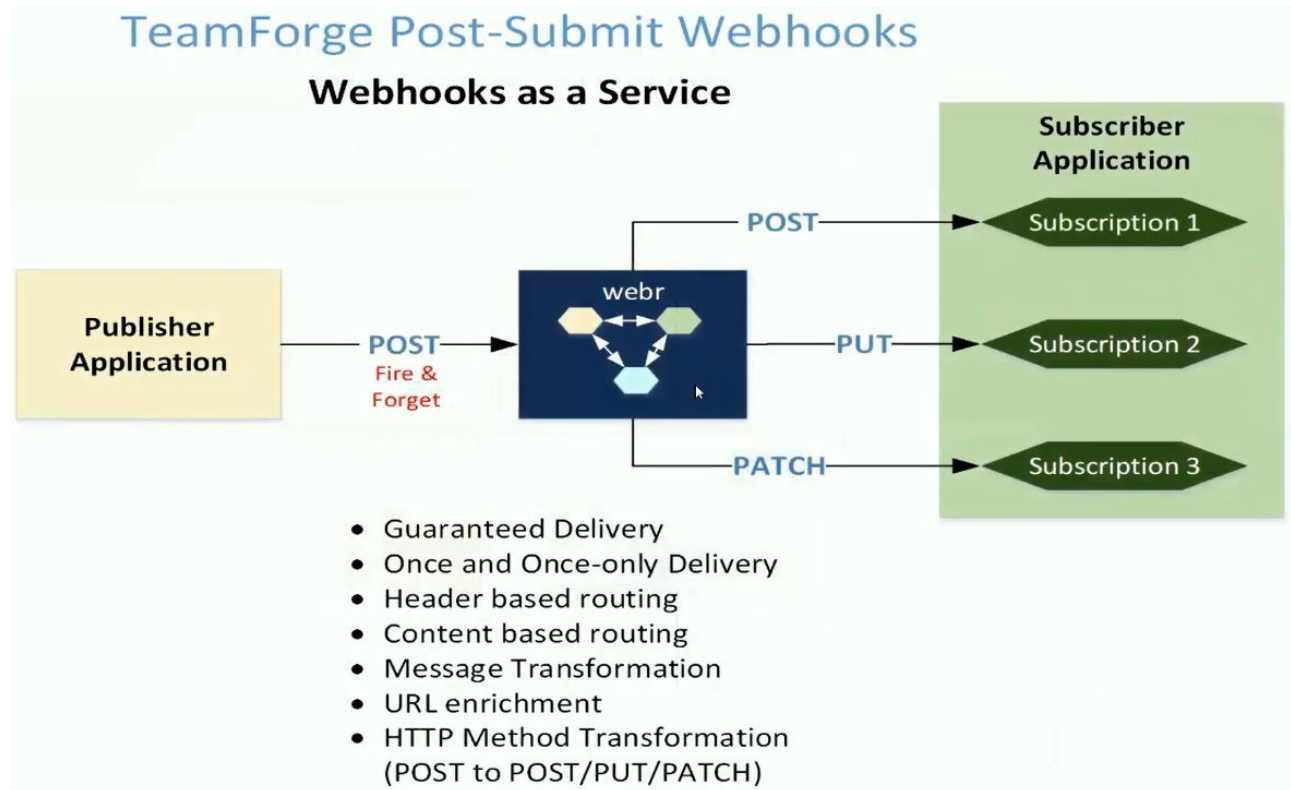 TeamForge Post-Submit Webhooks
Webhooks as a Service
Subscriber
Application
POST
Subscription 1
webr
Publisher
Application
POST
Fire &
Forget
PUT
Subscription 2
PATCH
Subscription 3
• Guaranteed Delivery
• Once and Once-only Delivery
• Header based routing
• Content based routing
• Message Transformation
• URL enrichment
• HTTP Method Transformation
(POST to POST/PUT/PATCH)